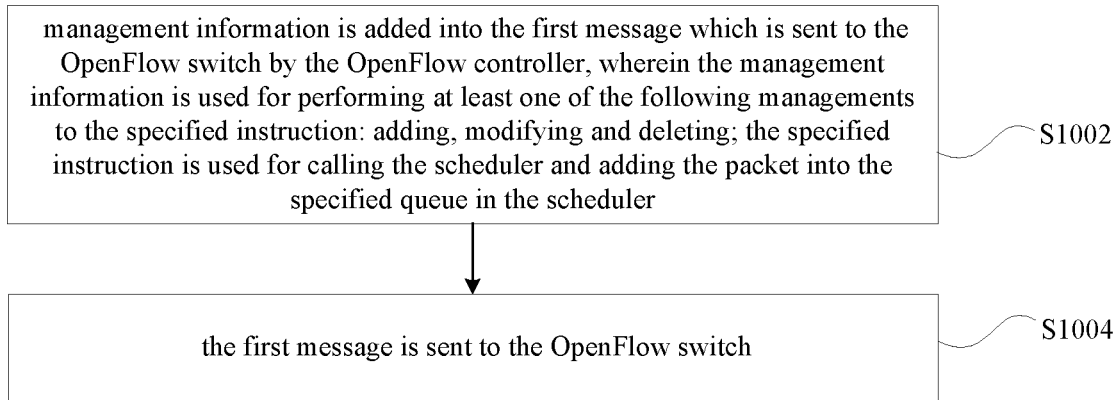 management information is added into the first message which is sent to the
OpenFlow switch by the OpenFlow controller, wherein the management
information is used for performing at least one of the following managements
to the specified instruction: adding, modifying and deleting; the specified
instruction is used for calling the scheduler and adding the packet into the
specified queue in the scheduler
S1002
the first message is sent to the OpenFlow switch
S1004